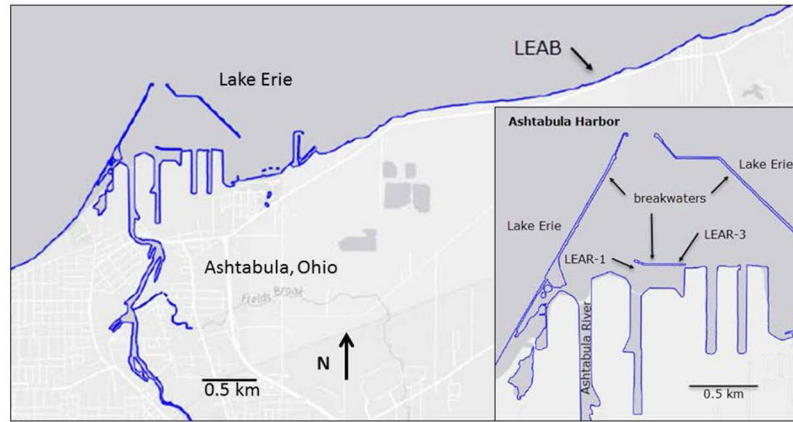 LEAB
Lake Erie
Ashtabula, Ohio
Fields Brook
N
0.5 km
Ashtabula Harbor
Lake Erie
breakwaters
Lake Erie
LEAR-3
LEAR-1
Ashtabula River
0.5 km